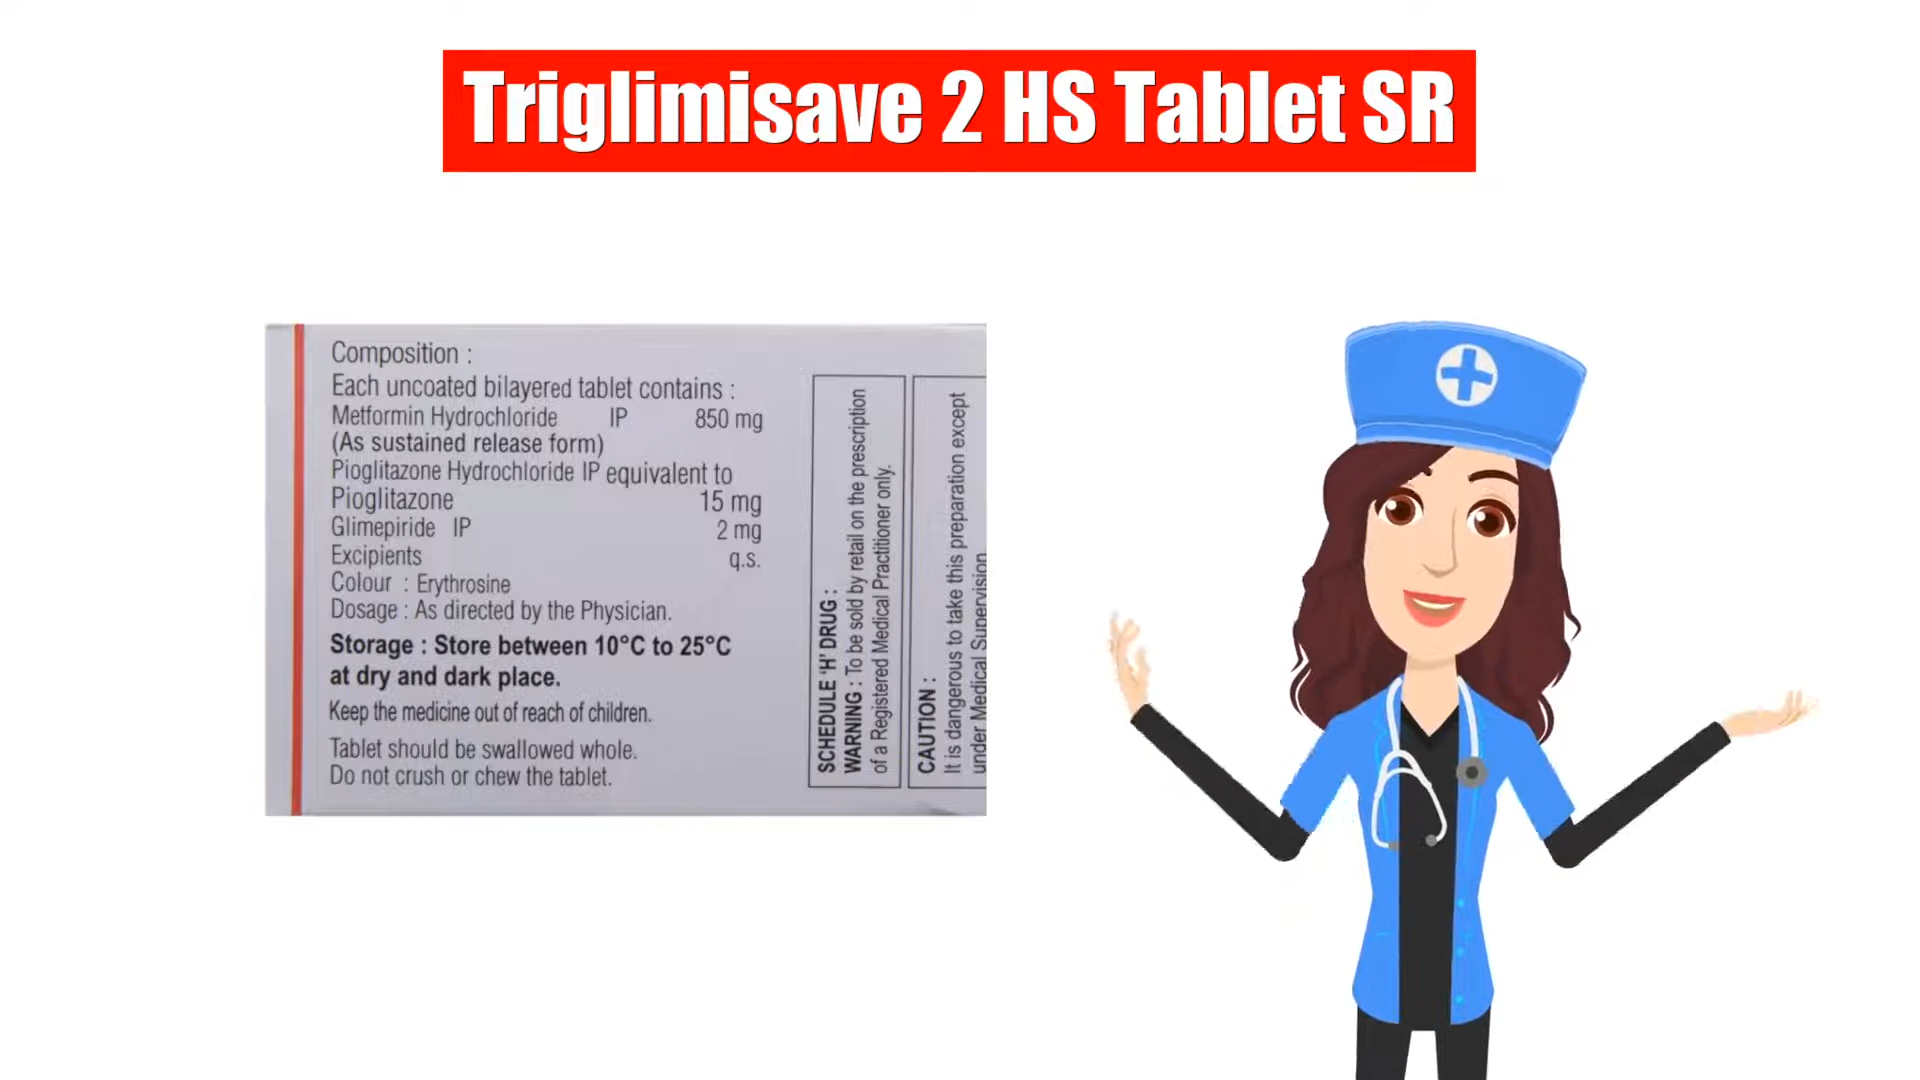 Triglimisave 2 HS Tablet SR
Composition :
Each uncoated bilayered tablet contains :
Metformin Hydrochloride IP 850 mg
(As sustained release form)
Pioglitazone Hydrochloride IP equivalent to
Pioglitazone 15 mg
Glimepiride IP 2 mg
Excipients q.s.
Colour : Erythrosine
Dosage : As directed by the Physician.
Storage : Store between 10°C to 25°C
at dry and dark place.
Keep the medicine out of reach of children.
Tablet should be swallowed whole.
Do not crush or chew the tablet.
SCHEDULE 'H' DRUG :
WARNING : To be sold by retail on the prescription
of a Registered Medical Practitioner only.
CAUTION :
It is dangerous to take this preparation except
under Medical Supervision